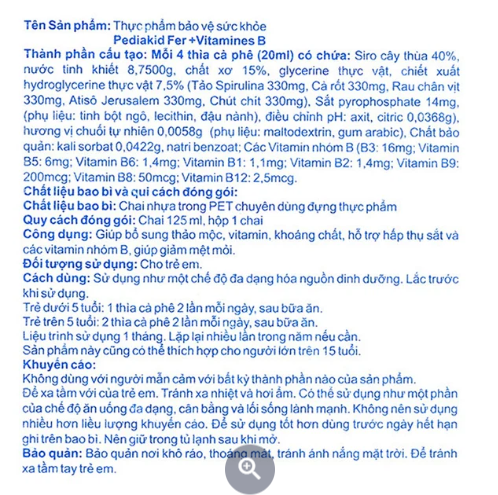 Tên Sản phẩm: Thực phẩm bảo vệ sức khỏe
Pediakid Fer +Vitamines B
Thành phần cấu tạo: Mỗi 4 thìa cà phê (20ml) có chứa: Siro cây thùa 40%,
nước tinh khiết 8,7500g, chất xơ 15%, glycerine thực vật, chiết xuất
hydroglycerine thực vật 7,5% (Tảo Spirulina 330mg, Cà rốt 330mg, Rau chân vịt
330mg, Atisô Jerusalem 330mg, Chút chít 330mg), Sắt pyrophosphate 14mg,
(phụ liệu: tinh bột ngô, lecithin, đậu nành), điều chỉnh pH: axit, citric 0,0366g),
hương vị chuối tự nhiên 0,0058g (phụ liệu: maltodextrin, gum arabic), Chất bảo
quản: kali sorbat 0,0422g, natri benzoat; Các Vitamin nhóm B (B3: 16mg; Vitamin
B5: 6mg; Vitamin B6: 1,4mg; Vitamin B1: 1,1mg; Vitamin B2: 1,4mg; Vitamin B9:
200mcg; Vitamin B8: 50mcg; Vitamin B12: 2,5mcg.
Chất liệu bao bì và qui cách đóng gói:
Chất liệu bao bì: Chai nhựa trong PET chuyên dùng đựng thực phẩm
Quy cách đóng gói: Chai 125 ml, hộp 1 chai
Công dụng: Giúp bổ sung thảo mộc, vitamin, khoáng chất, hỗ trợ hấp thụ sắt và
các vitamin nhóm B, giúp giảm mệt mỏi.
Đối tượng sử dụng: Cho trẻ em.
Cách dùng: Sử dụng như một chế độ đa dạng hóa nguồn dinh dưỡng. Lắc trước
khi sử dụng.
Trẻ dưới 5 tuổi: 1 thìa cà phê 2 lần mỗi ngày, sau bữa ăn.
Trẻ trên 5 tuổi: 2 thìa cà phê 2 lần mỗi ngày, sau bữa ăn.
Liệu trình sử dụng 1 tháng. Lặp lại nhiều lần trong năm nếu cần.
Sản phẩm này cũng có thể thích hợp cho người lớn trên 15 tuổi.
Khuyến cáo:
Không dùng với người mẫn cảm với bất kỳ thành phần nào của sản phẩm.
Để xa tầm với của trẻ em. Tránh xa nhiệt và hơi ẩm. Có thể sử dụng như một phần
của chế độ ăn uống đa dạng, cân bằng và lối sống lành mạnh. Không nên sử dụng
nhiều hơn liều lượng khuyến cáo. Để sử dụng tốt hơn dùng trước ngày hết hạn
ghi trên bao bì. Nên giữ trong tủ lạnh sau khi mở.
Bảo quản: Bảo quản nơi khô ráo, thoáng mát, tránh ánh nắng mặt trời. Để tránh
xa tầm tay trẻ em.